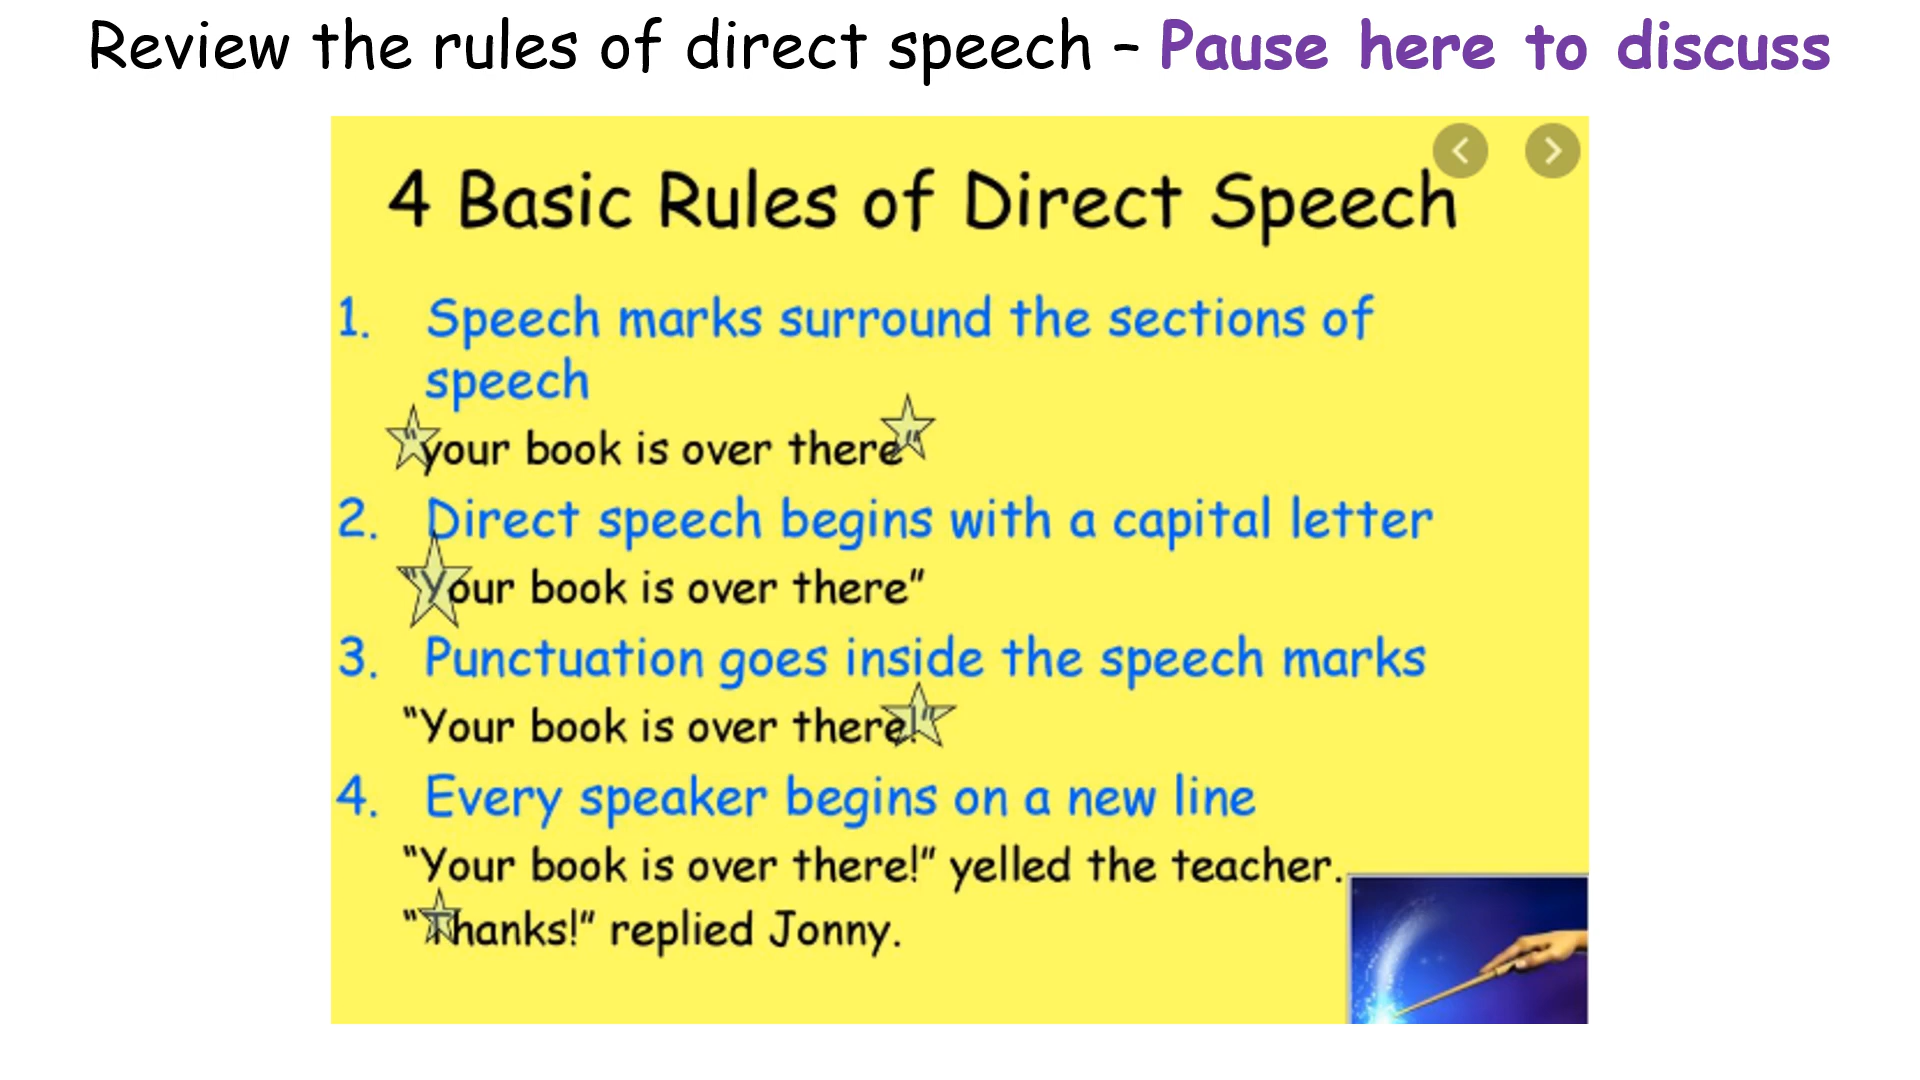 Review the rules of direct speech – Pause here to discuss
4 Basic Rules of Direct Speech
1. Speech marks surround the sections of
speech
“your book is over there”
2. Direct speech begins with a capital letter
“Your book is over there”
3. Punctuation goes inside the speech marks
“Your book is over there!”
4. Every speaker begins on a new line
“Your book is over there!” yelled the teacher.
“Thanks!” replied Jonny.